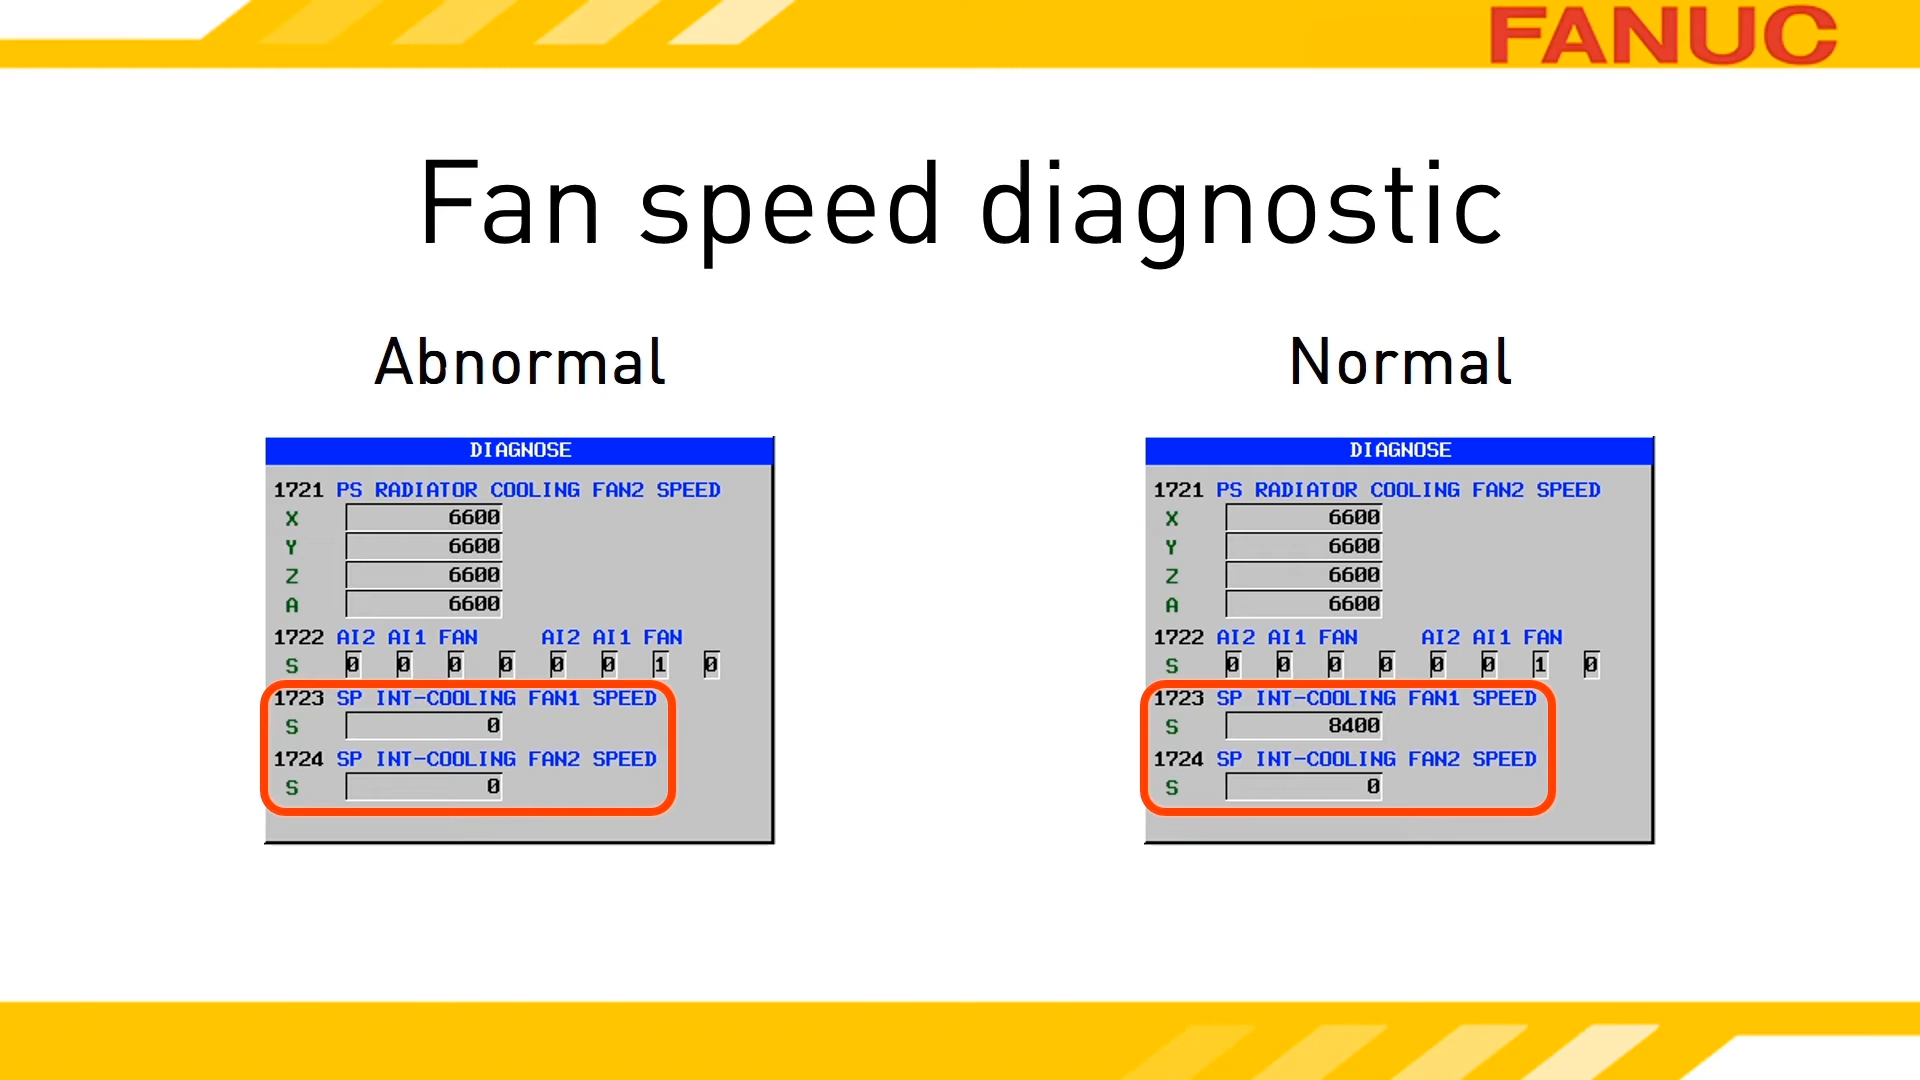 FANUC
Fan speed diagnostic
Abnormal
DIAGNOSE
1721 PS RADIATOR COOLING FAN2 SPEED
X 6600
Y 6600
Z 6600
A 6600
1722 AI2 AI1 FAN AI2 AI1 FAN
S 0 0 0 0 0 0 1 0
1723 SP INT-COOLING FAN1 SPEED
S 0
1724 SP INT-COOLING FAN2 SPEED
S 0
Normal
DIAGNOSE
1721 PS RADIATOR COOLING FAN2 SPEED
X 6600
Y 6600
Z 6600
A 6600
1722 AI2 AI1 FAN AI2 AI1 FAN
S 0 0 0 0 0 0 1 0
1723 SP INT-COOLING FAN1 SPEED
S 8400
1724 SP INT-COOLING FAN2 SPEED
S 0